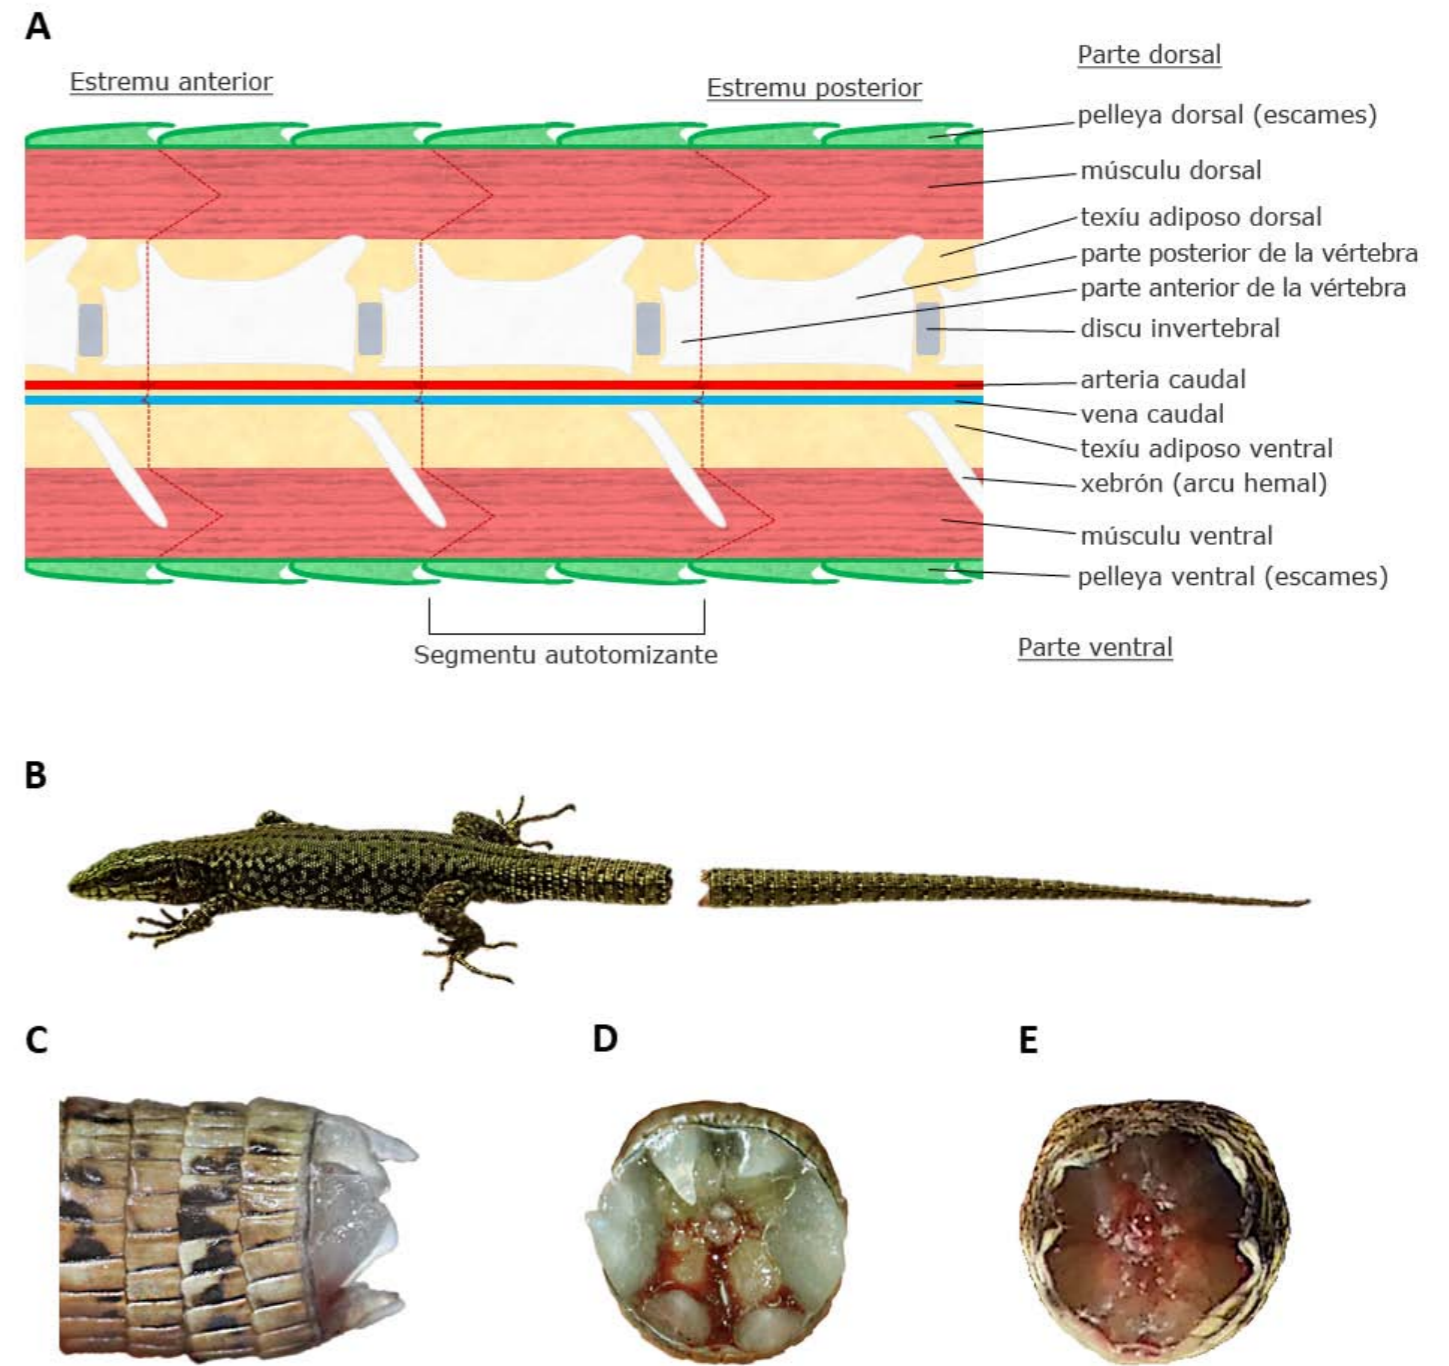 A
Parte dorsal
Estremu anterior
Estremu posterior
pelleya dorsal (escames)
músculu dorsal
texíu adiposo dorsal
parte posterior de la vértebra
parte anterior de la vértebra
discu invertebral
arteria caudal
vena caudal
texíu adiposo ventral
xebrón (arcu hemal)
músculu ventral
pelleya ventral (escames)
Segmentu autotomizante
Parte ventral
B
C
D
E